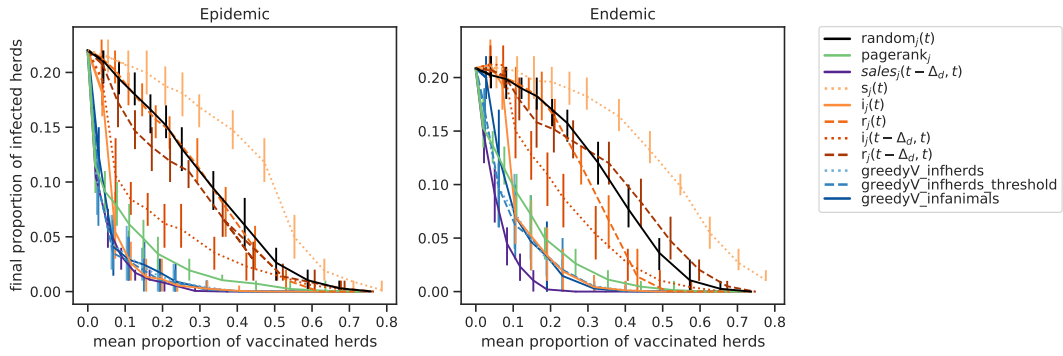 Epidemic
Endemic
final proportion of infected herds
0.20
0.15
0.10
0.05
0.00
0.0 0.1 0.2 0.3 0.4 0.5 0.6 0.7 0.8
mean proportion of vaccinated herds
0.20
0.15
0.10
0.05
0.00
0.0 0.1 0.2 0.3 0.4 0.5 0.6 0.7 0.8
mean proportion of vaccinated herds
random_j(t)
pagerank_j
sales_j(t − Δ_d, t)
s_j(t)
i_j(t)
r_j(t)
i_j(t − Δ_d, t)
r_j(t − Δ_d, t)
greedyV_infherds
greedyV_infherds_threshold
greedyV_infanimals